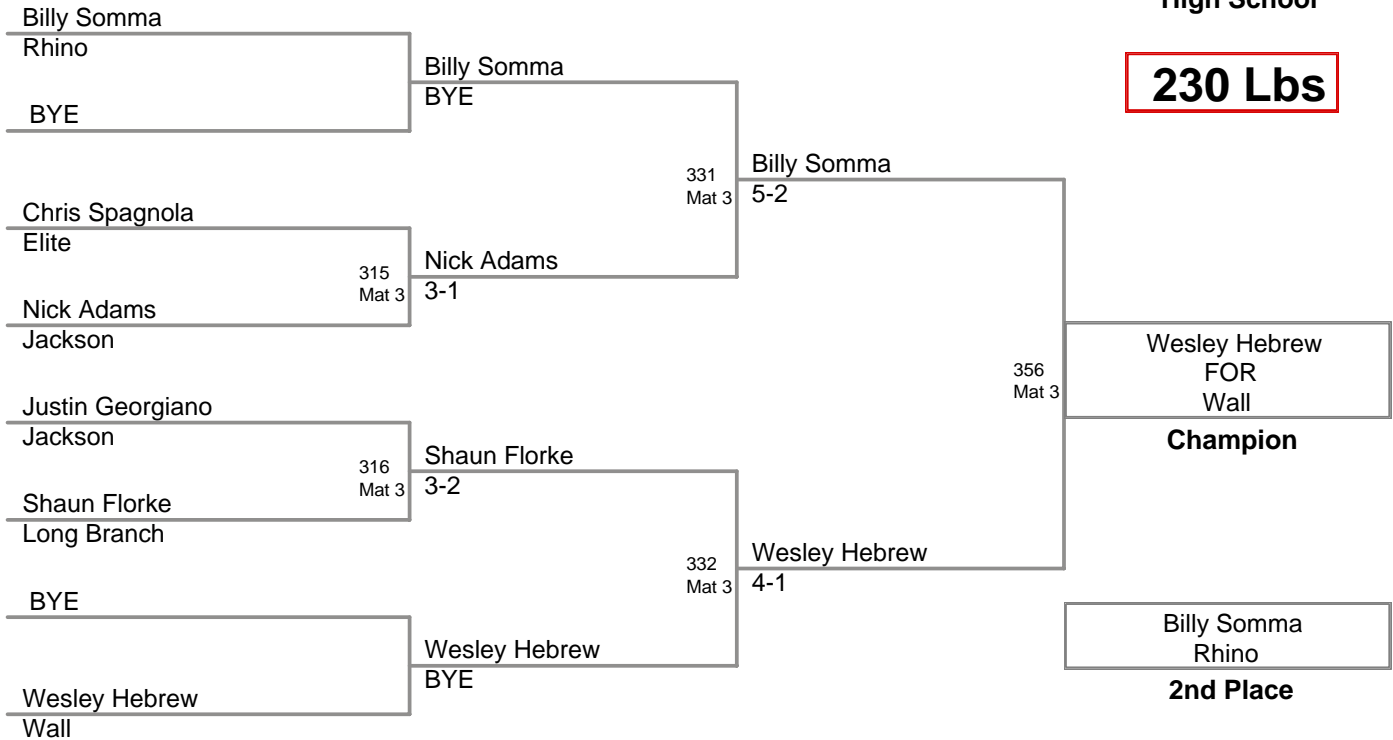 High School
230 Lbs
Billy Somma
Rhino
BYE
Chris Spagnola
Elite
315
Mat 3
Nick Adams
Jackson
Justin Georgiano
Jackson
316
Mat 3
Shaun Florke
Long Branch
BYE
Wesley Hebrew
Wall
Billy Somma
BYE
331
Mat 3
Nick Adams
3-1
Shaun Florke
3-2
332
Mat 3
Wesley Hebrew
BYE
Billy Somma
5-2
356
Mat 3
Wesley Hebrew
4-1
Wesley Hebrew
FOR
Wall
Champion
Billy Somma
Rhino
2nd Place